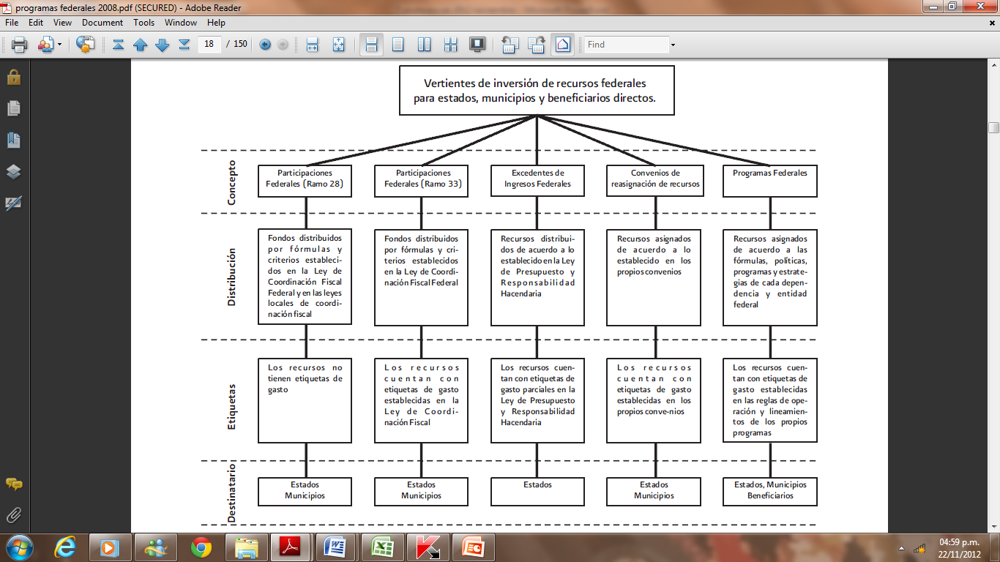 programas federales 2008.pdf (SECURED) - Adobe Reader
File Edit View Document Tools Window Help
18 / 150
Find
Vertientes de inversión de recursos federales
para estados, municipios y beneficiarios directos.
Concepto
Participaciones
Federales (Ramo 28)
Participaciones
Federales (Ramo 33)
Excedentes de
Ingresos Federales
Convenios de
reasignación de recursos
Programas Federales
Distribución
Fondos distribuidos
por fórmulas y
criterios estableci-
dos en la Ley de
Coordinación Fiscal
Federal y en las leyes
locales de coordi-
nación fiscal
Fondos distribuidos
por fórmulas y cri-
terios establecidos
en la Ley de Coordi-
nación Fiscal Federal
Recursos distribui-
dos de acuerdo a lo
establecido en la Ley
de Presupuesto y
Responsabilidad
Hacendaria
Recursos asignados
de acuerdo a lo
establecido en los
propios convenios
Recursos asignados
de acuerdo a las
fórmulas, políticas,
programas y estrate-
gias de cada depen-
dencia y entidad
federal
Etiquetas
Los recursos no
tienen etiquetas de
gasto
Los recursos
cuentan con
etiquetas de gasto
establecidas en la
Ley de Coordi-
nación Fiscal
Los recursos cuen-
tan con etiquetas de
gasto parciales en la
Ley de Presupuesto
y Responsabilidad
Hacendaria
Los recursos
cuentan con
etiquetas de gasto
establecidas en los
propios conve-nios
Los recursos cuen-
tan con etiquetas de
gasto establecidas
en las reglas de ope-
ración y lineamien-
tos de los propios
programas
Destinatario
Estados
Municipios
Estados
Municipios
Estados
Estados
Municipios
Estados, Municipios
Beneficiarios
04:59 p.m.
22/11/2012